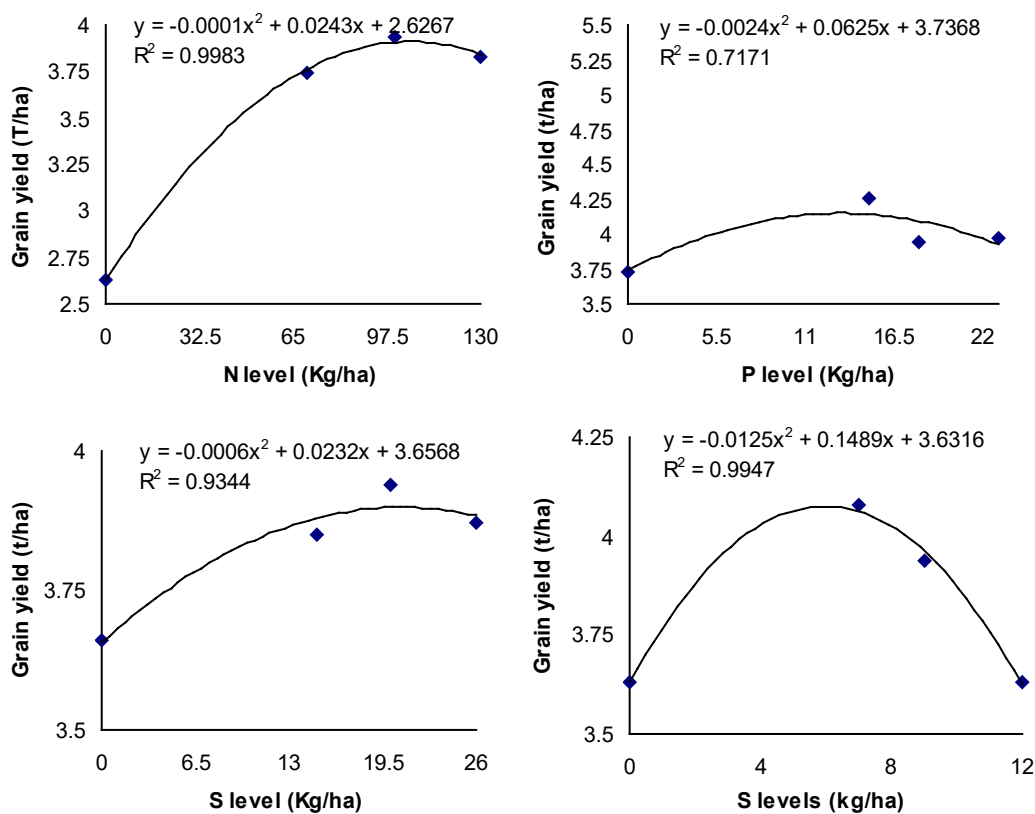 y = -0.0001x² + 0.0243x + 2.6267
R² = 0.9983
4
3.75
3.5
3.25
3
2.75
2.5
Grain yield (T/ha)
0 32.5 65 97.5 130
N level (Kg/ha)
y = -0.0024x² + 0.0625x + 3.7368
R² = 0.7171
5.5
5.25
5
4.75
4.5
4.25
4
3.75
3.5
Grain yield (t/ha)
0 5.5 11 16.5 22
P level (Kg/ha)
y = -0.0006x² + 0.0232x + 3.6568
R² = 0.9344
4
3.75
3.5
Grain yield (t/ha)
0 6.5 13 19.5 26
S level (Kg/ha)
y = -0.0125x² + 0.1489x + 3.6316
R² = 0.9947
4.25
4
3.75
3.5
Grain yield (t/ha)
0 4 8 12
S levels (kg/ha)